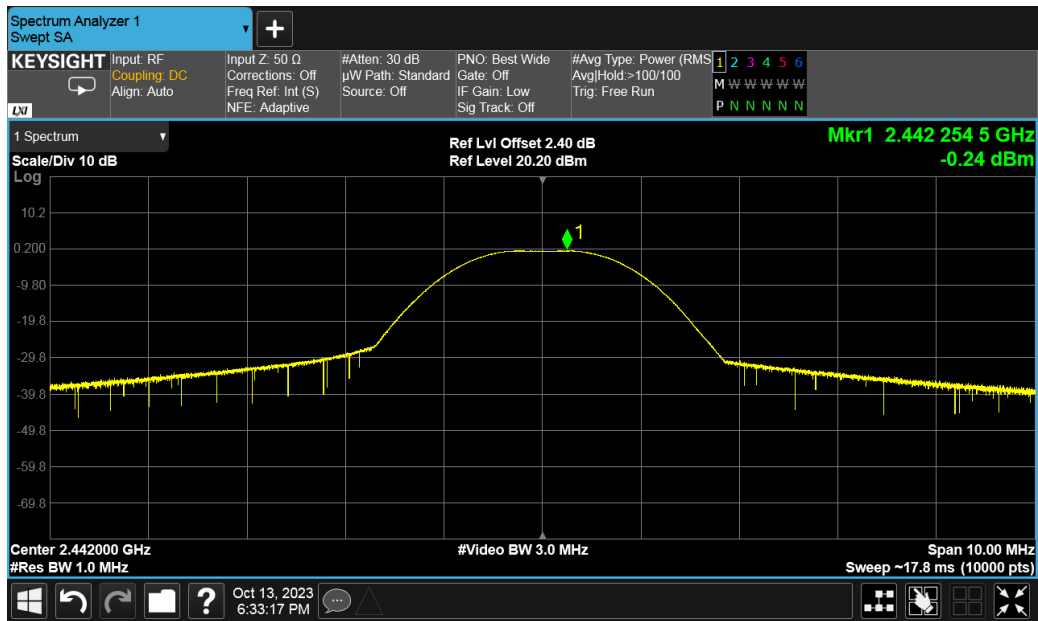 Spectrum Analyzer 1
Swept SA
+
KEYSIGHT
LXI
Input: RF
Coupling: DC
Align: Auto
Input Z: 50 Ω
Corrections: Off
Freq Ref: Int (S)
NFE: Adaptive
#Atten: 30 dB
µW Path: Standard
Source: Off
PNO: Best Wide
Gate: Off
IF Gain: Low
Sig Track: Off
#Avg Type: Power (RMS
Avg|Hold:>100/100
Trig: Free Run
1 2 3 4 5 6
M W W W W W
P N N N N N
1 Spectrum
Scale/Div 10 dB
Log
Ref Lvl Offset 2.40 dB
Ref Level 20.20 dBm
Mkr1 2.442 254 5 GHz
-0.24 dBm
1
10.2
0.200
-9.80
-19.8
-29.8
-39.8
-49.8
-59.8
-69.8
Center 2.442000 GHz
#Res BW 1.0 MHz
#Video BW 3.0 MHz
Span 10.00 MHz
Sweep ~17.8 ms (10000 pts)
?
Oct 13, 2023
6:33:17 PM